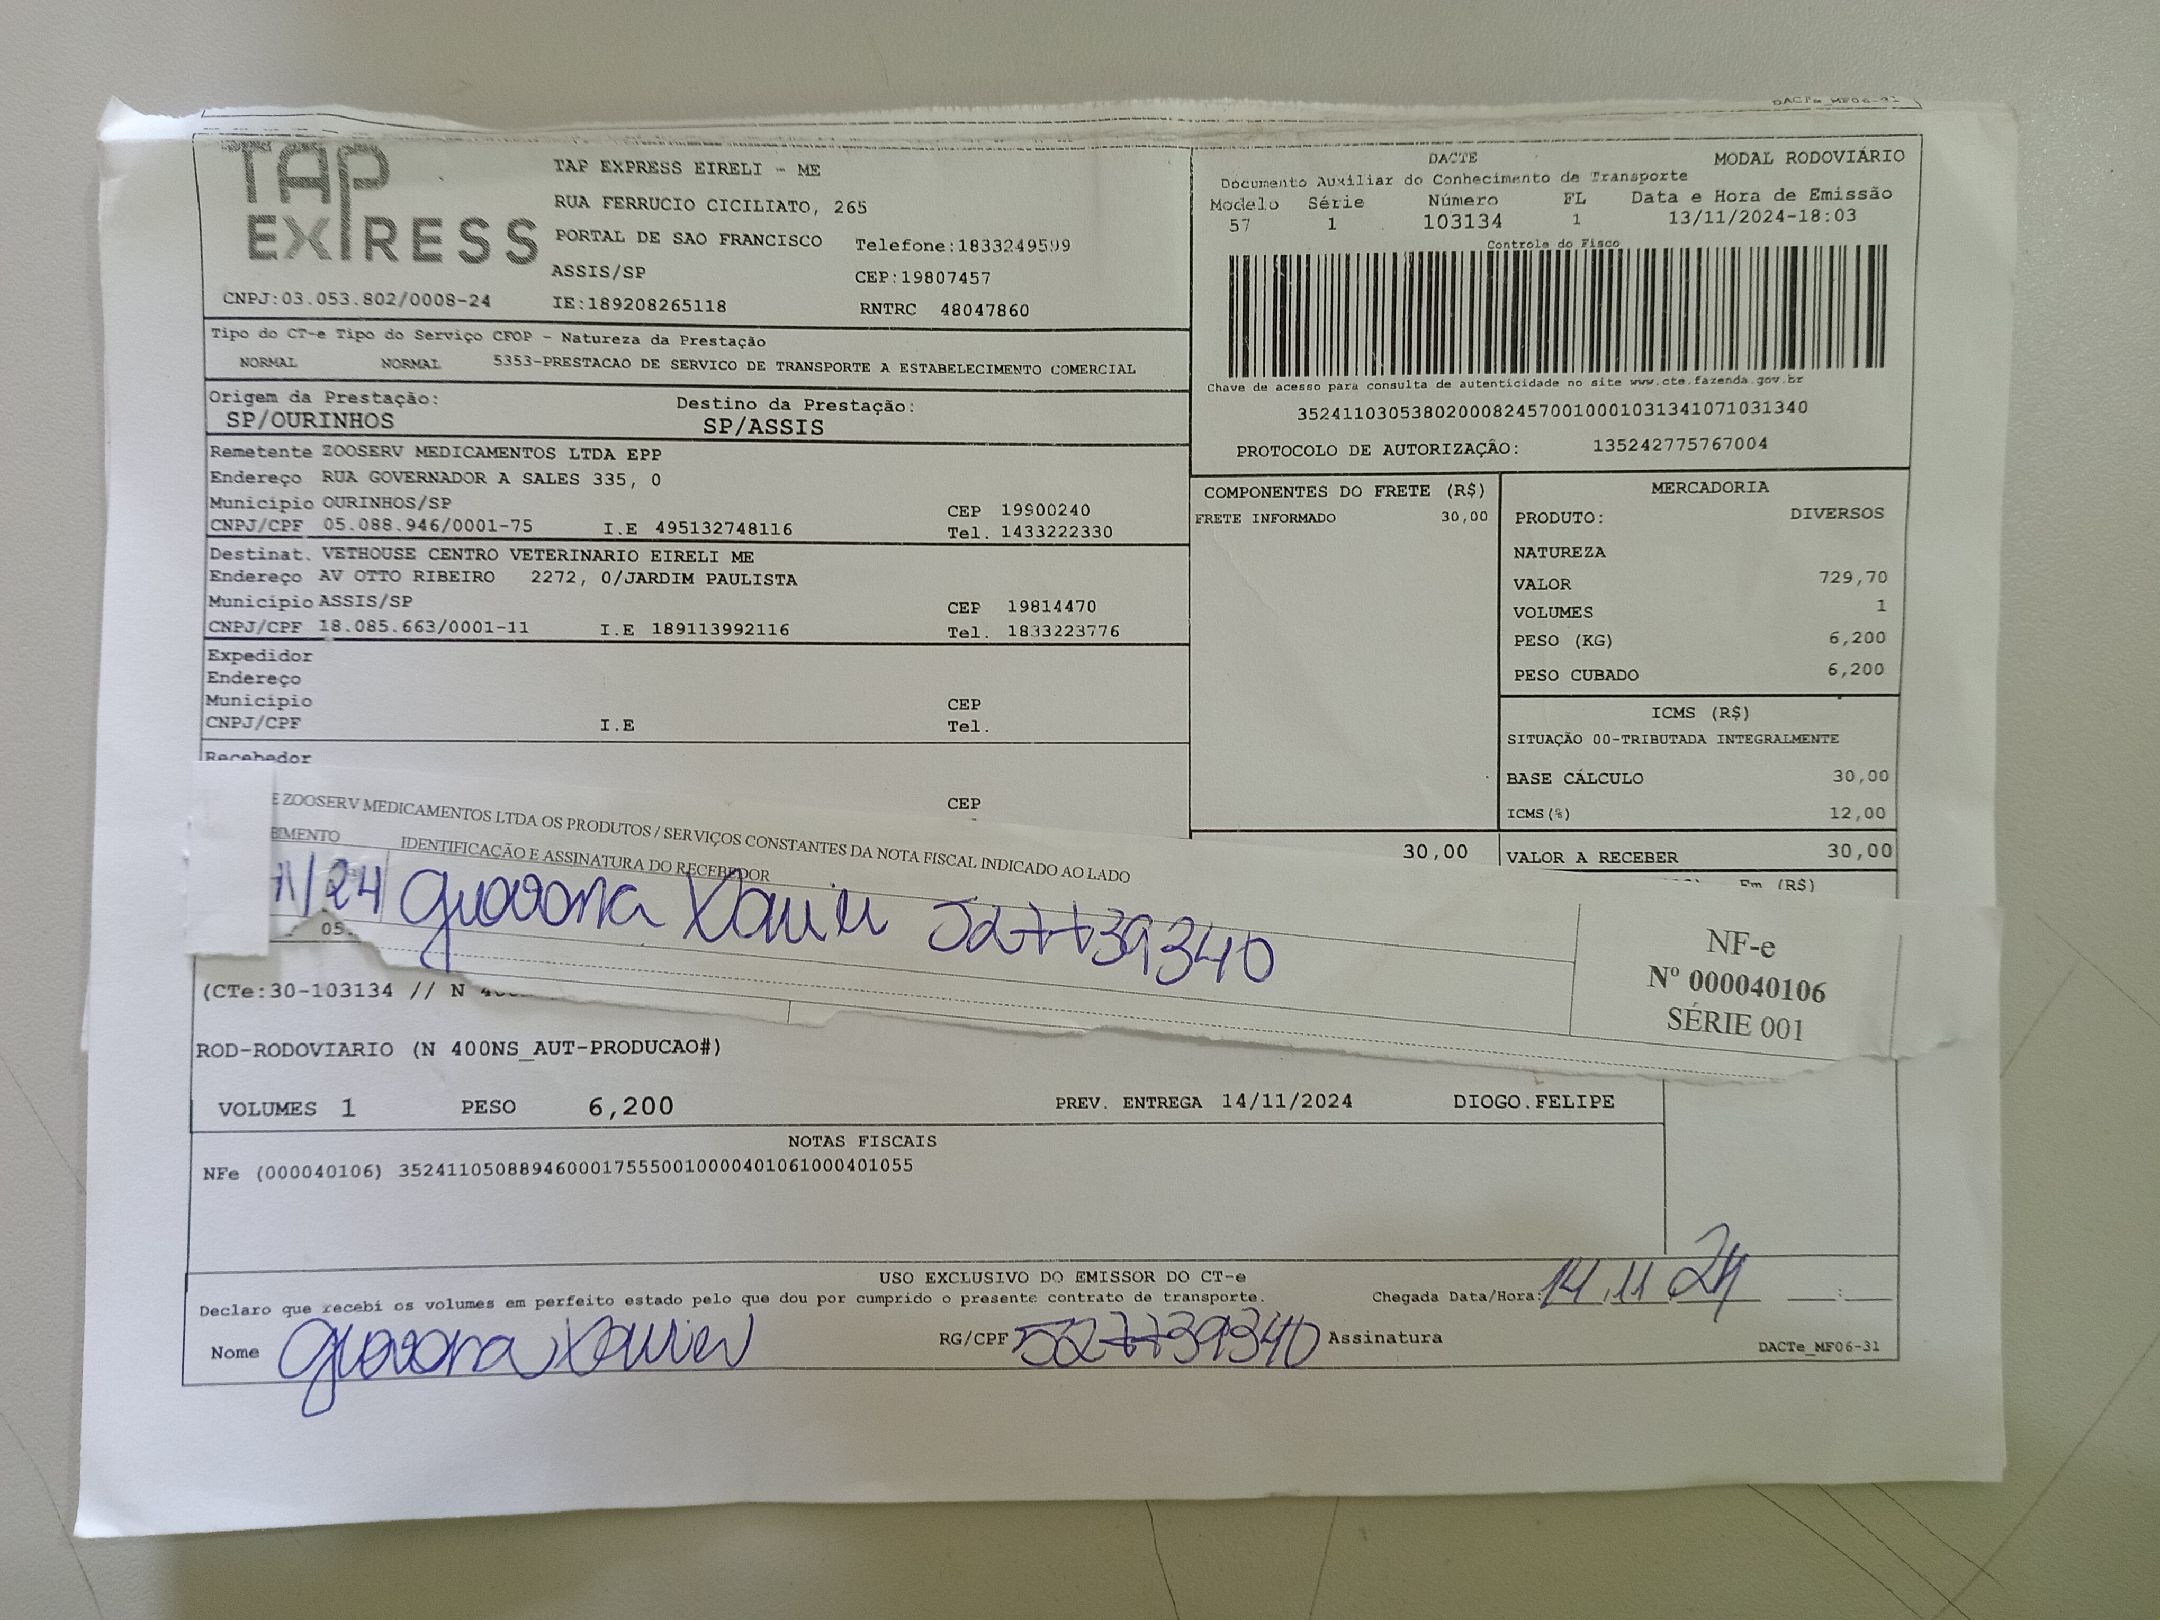 DACTe_MF06-31
TAP EXPRESS
TAP EXPRESS EIRELI - ME
RUA FERRUCIO CICILIATO, 265
PORTAL DE SAO FRANCISCO Telefone:1833249599
ASSIS/SP CEP:19807457
CNPJ:03.053.802/0008-24 IE:189208265118 RNTRC 48047860
DACTE MODAL RODOVIÁRIO
Documento Auxiliar do Conhecimento de Transporte
Modelo Série Número FL Data e Hora de Emissão
57 1 103134 1 13/11/2024-18:03
Controle do Fisco
Chave de acesso para consulta de autenticidade no site www.cte.fazenda.gov.br
35241103053802000824570010001031341071031340
PROTOCOLO DE AUTORIZAÇÃO: 135242775767004
Tipo do CT-e Tipo do Serviço CFOP - Natureza da Prestação
NORMAL NORMAL 5353-PRESTACAO DE SERVICO DE TRANSPORTE A ESTABELECIMENTO COMERCIAL
Origem da Prestação: Destino da Prestação:
SP/OURINHOS SP/ASSIS
Remetente ZOOSERV MEDICAMENTOS LTDA EPP
Endereço RUA GOVERNADOR A SALES 335, 0
Município OURINHOS/SP CEP 19900240
CNPJ/CPF 05.088.946/0001-75 I.E 495132748116 Tel. 1433222330
Destinat. VETHOUSE CENTRO VETERINARIO EIRELI ME
Endereço AV OTTO RIBEIRO 2272, 0/JARDIM PAULISTA
Município ASSIS/SP CEP 19814470
CNPJ/CPF 18.085.663/0001-11 I.E 189113992116 Tel. 1833223776
Expedidor
Endereço
Município CEP
CNPJ/CPF I.E Tel.
Recebedor
CEP
COMPONENTES DO FRETE (R$)
FRETE INFORMADO 30,00
MERCADORIA
PRODUTO: DIVERSOS
NATUREZA
VALOR 729,70
VOLUMES 1
PESO (KG) 6,200
PESO CUBADO 6,200
ICMS (R$)
SITUAÇÃO 00-TRIBUTADA INTEGRALMENTE
BASE CÁLCULO 30,00
ICMS(%) 12,00
30,00 VALOR A RECEBER 30,00
Em (R$)
E ZOOSERV MEDICAMENTOS LTDA OS PRODUTOS / SERVIÇOS CONSTANTES DA NOTA FISCAL INDICADO AO LADO
BIMENTO IDENTIFICAÇÃO E ASSINATURA DO RECEBEDOR
11/24 Giovana Xavier 527739340
NF-e
Nº 000040106
SÉRIE 001
05.
(CTe:30-103134 // N
ROD-RODOVIARIO (N 400NS_AUT-PRODUCAO#)
VOLUMES 1 PESO 6,200 PREV. ENTREGA 14/11/2024 DIOGO.FELIPE
NOTAS FISCAIS
NFe (000040106) 35241105088946000175550010000401061000401055
USO EXCLUSIVO DO EMISSOR DO CT-e
Declaro que recebi os volumes em perfeito estado pelo que dou por cumprido o presente contrato de transporte. Chegada Data/Hora: 14.11 24 __:__
Nome Giovana Xavier RG/CPF 527739340 Assinatura
DACTe_MF06-31